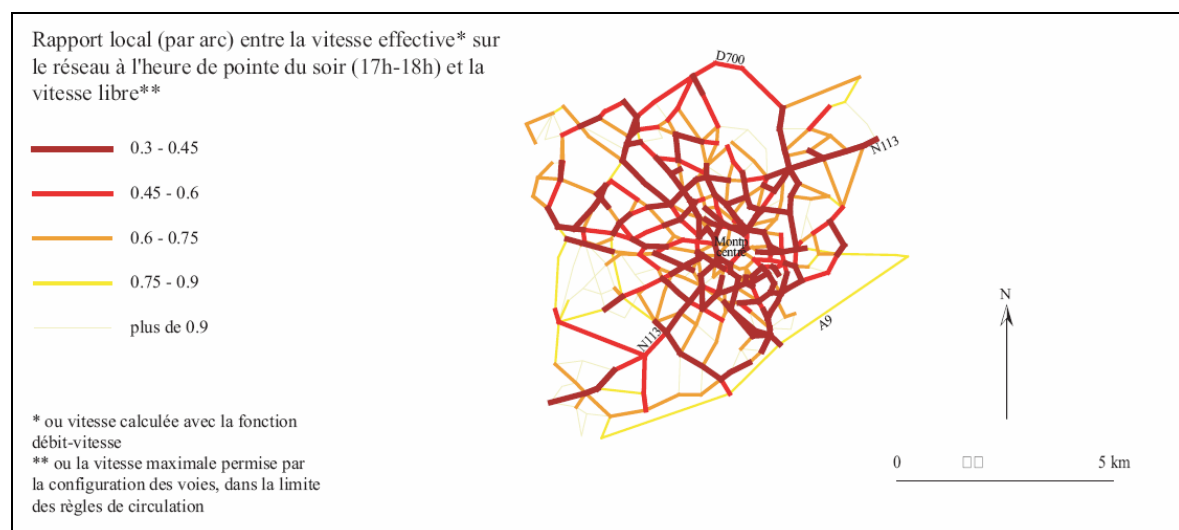 Rapport local (par arc) entre la vitesse effective* sur
le réseau à l'heure de pointe du soir (17h-18h) et la
vitesse libre**
0.3 - 0.45
0.45 - 0.6
0.6 - 0.75
0.75 - 0.9
plus de 0.9
* ou vitesse calculée avec la fonction
débit-vitesse
** ou la vitesse maximale permise par
la configuration des voies, dans la limite
des règles de circulation
D700
N113
Montp
centre
A9
N113
N
0
5 km